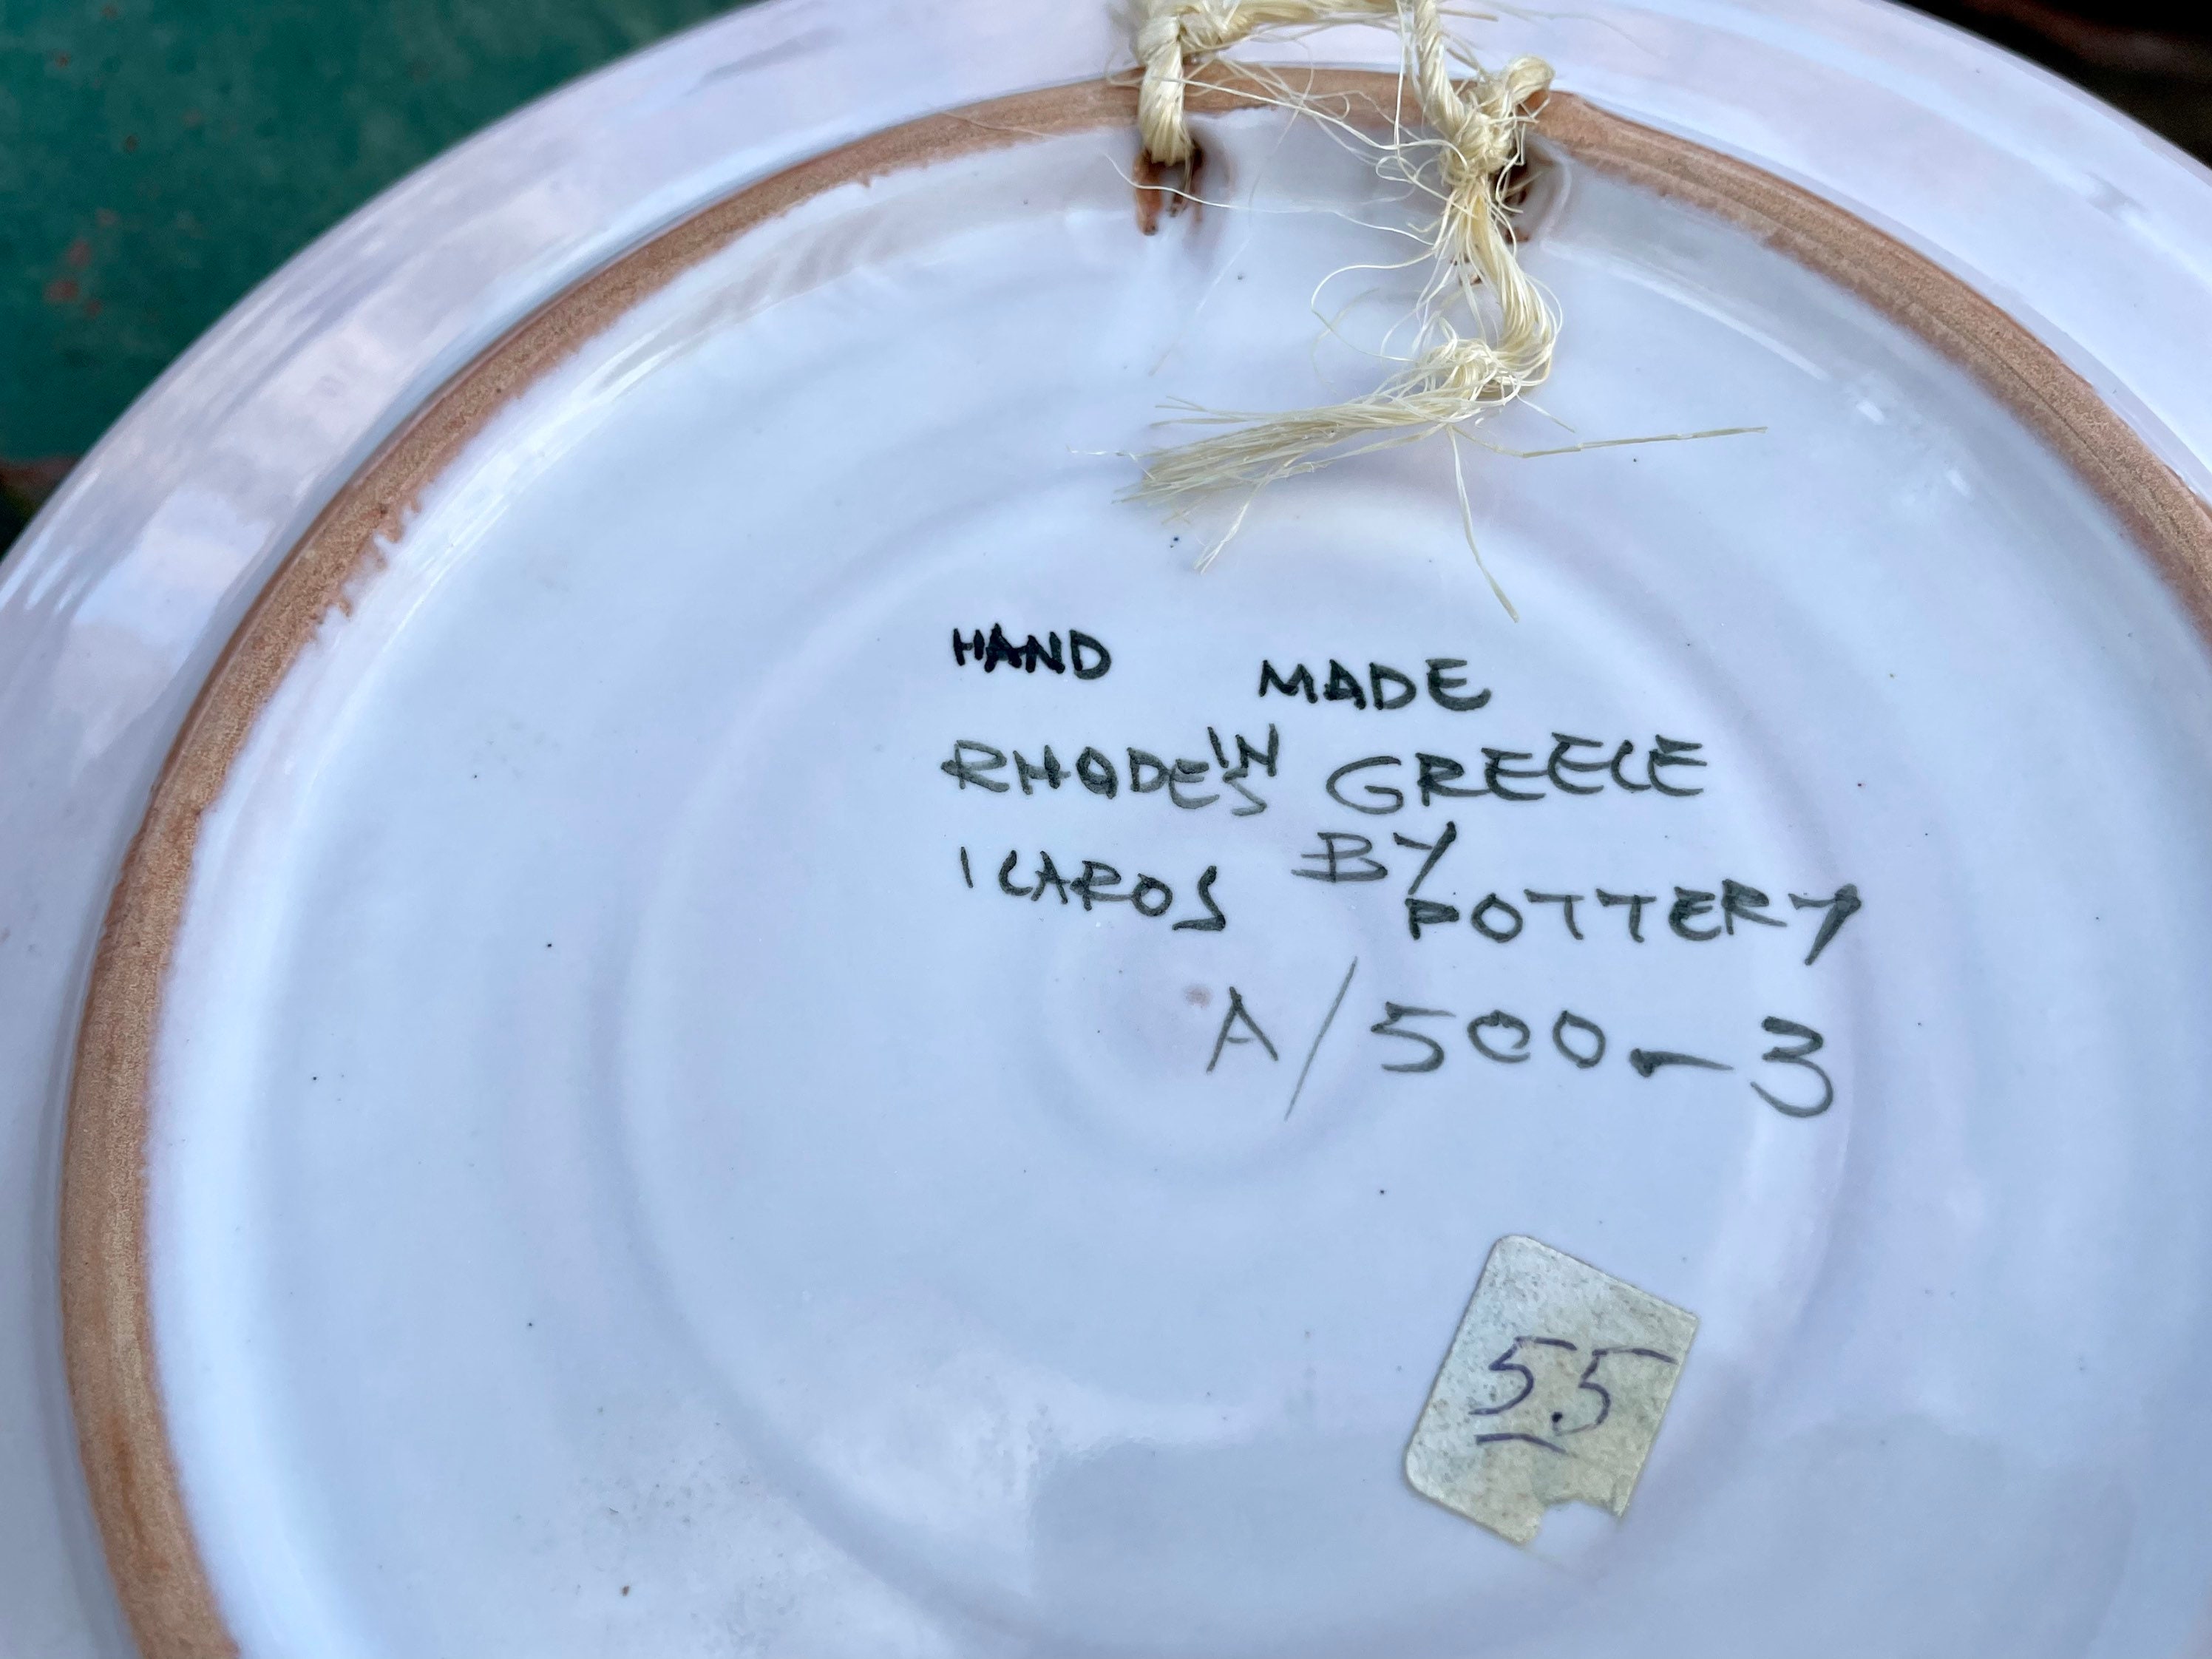 HAND MADE
IN
RHODES GREECE
BY
ICAROS POTTERY
A/500-3
55